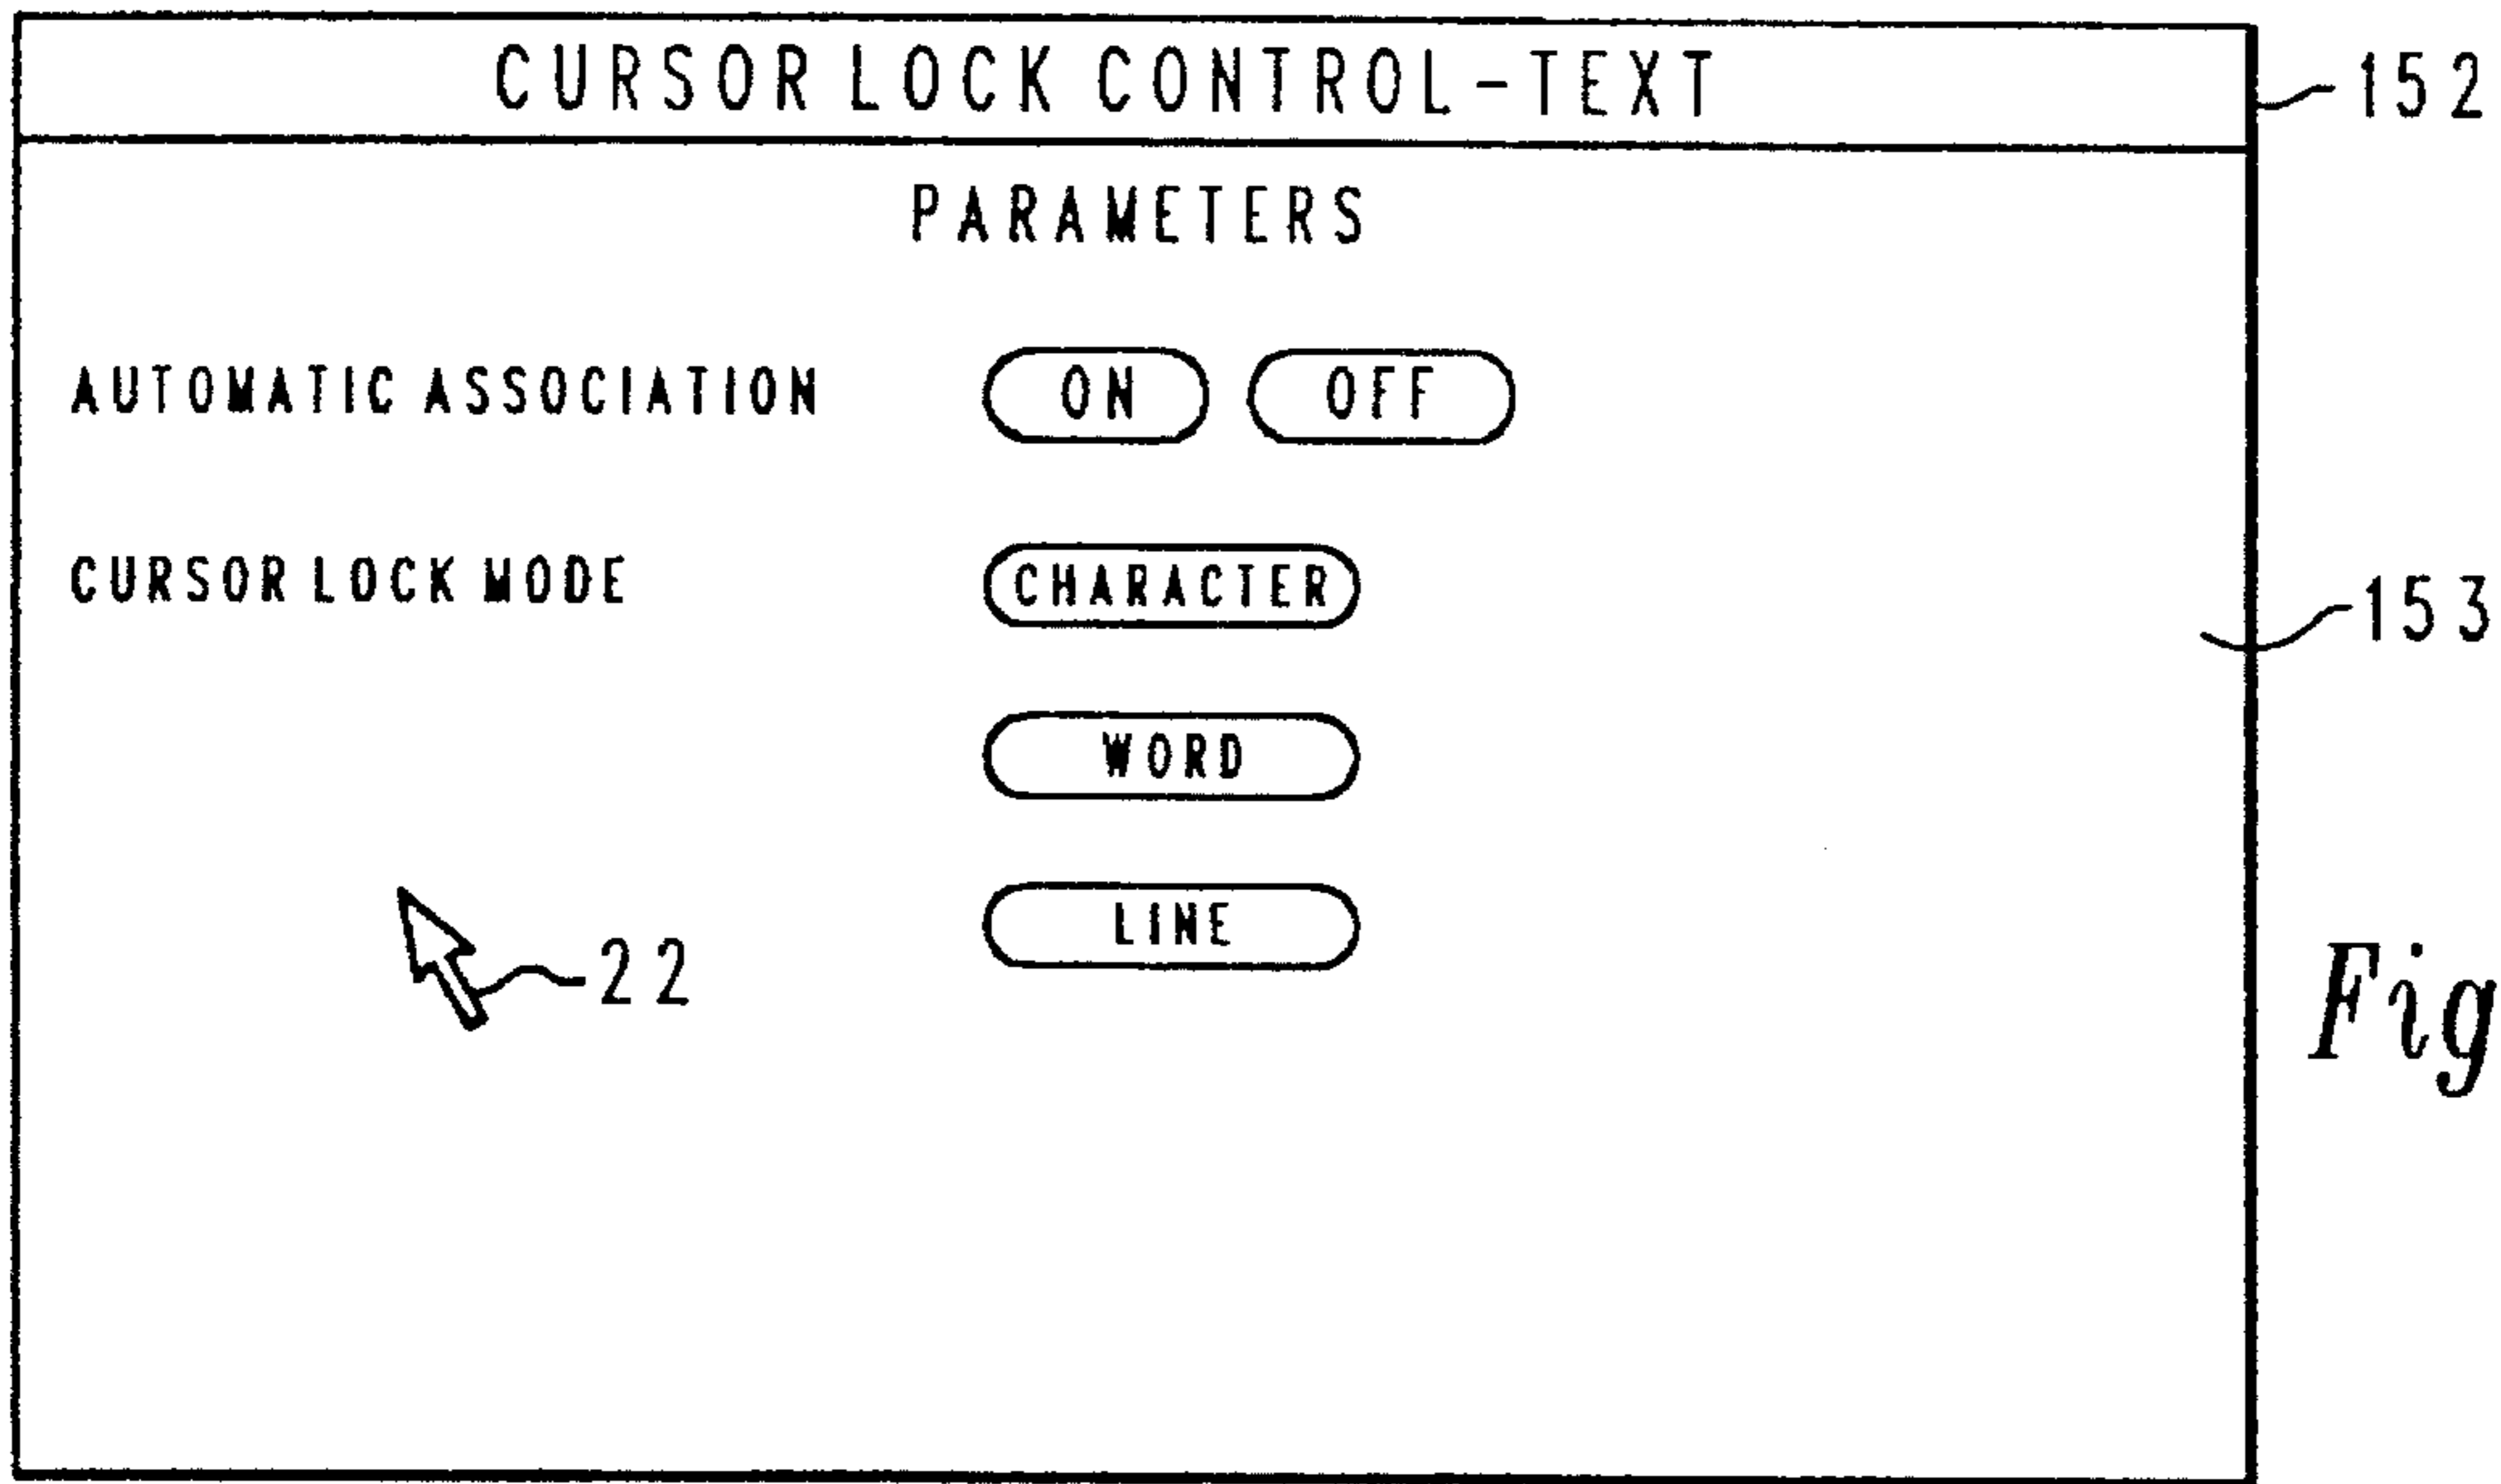 CURSOR LOCK CONTROL-TEXT 152
PARAMETERS
AUTOMATIC ASSOCIATION ON OFF
CURSOR LOCK MODE CHARACTER 153
WORD
LINE
22
Fig